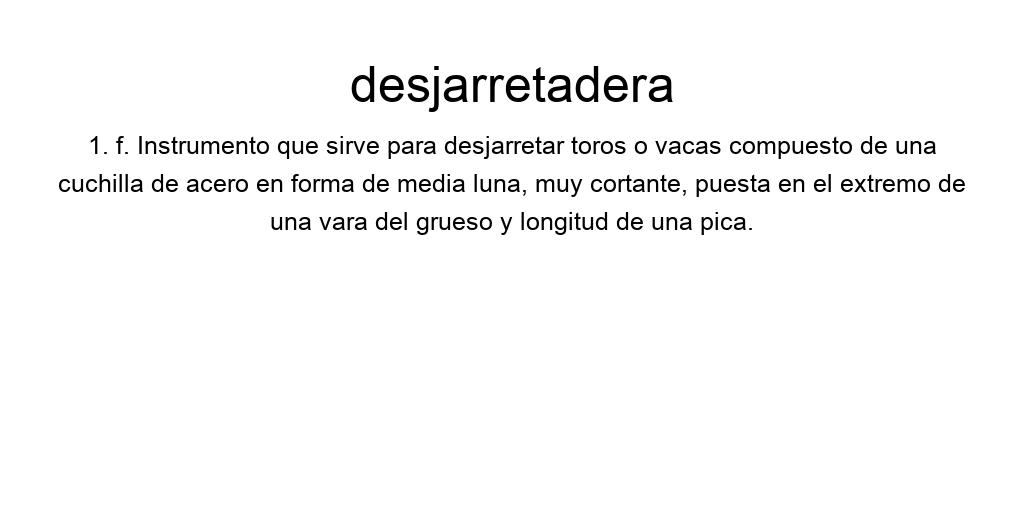 desjarretadera
1. f. Instrumento que sirve para desjarretar toros o vacas compuesto de una
cuchilla de acero en forma de media luna, muy cortante, puesta en el extremo de
una vara del grueso y longitud de una pica.